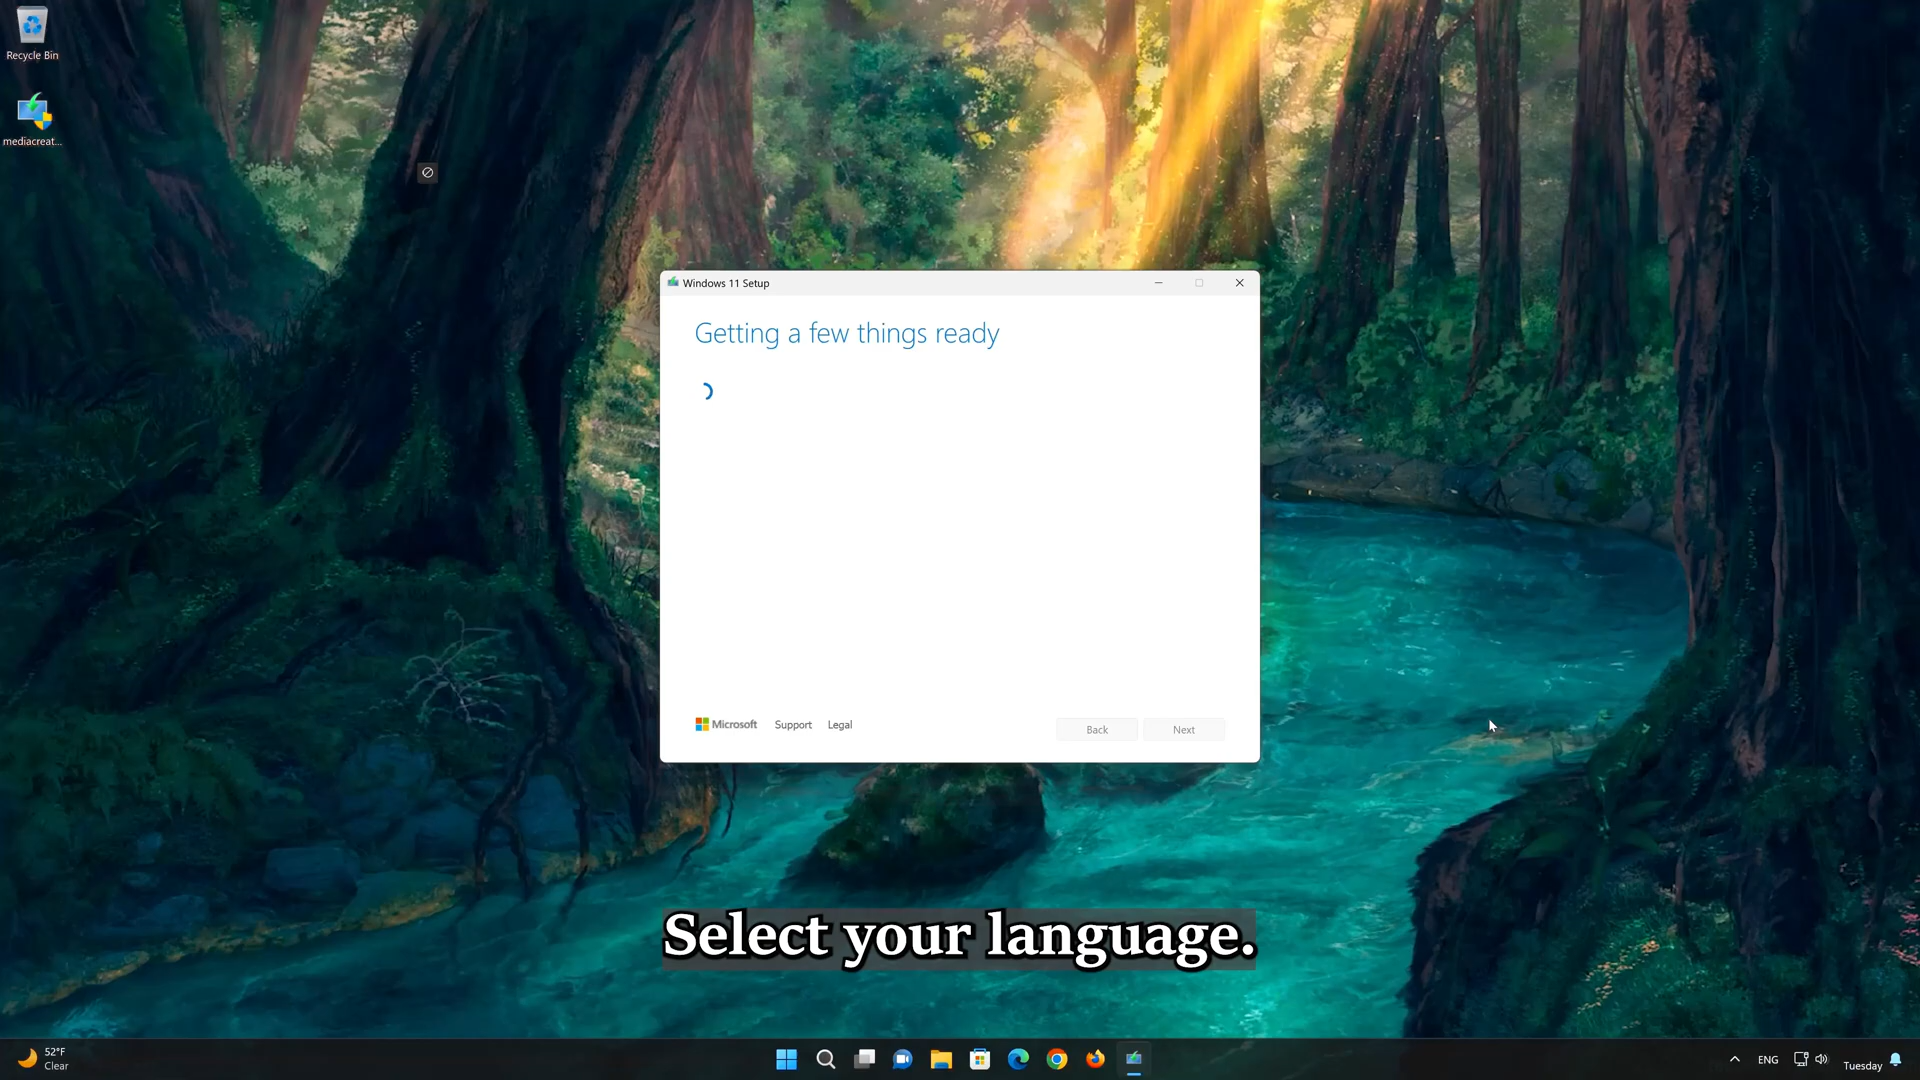 Recycle Bin
mediacreat...
Windows 11 Setup
Getting a few things ready
Microsoft
Support
Legal
Back
Next
Select your language.
52°F
Clear
ENG
Tuesday